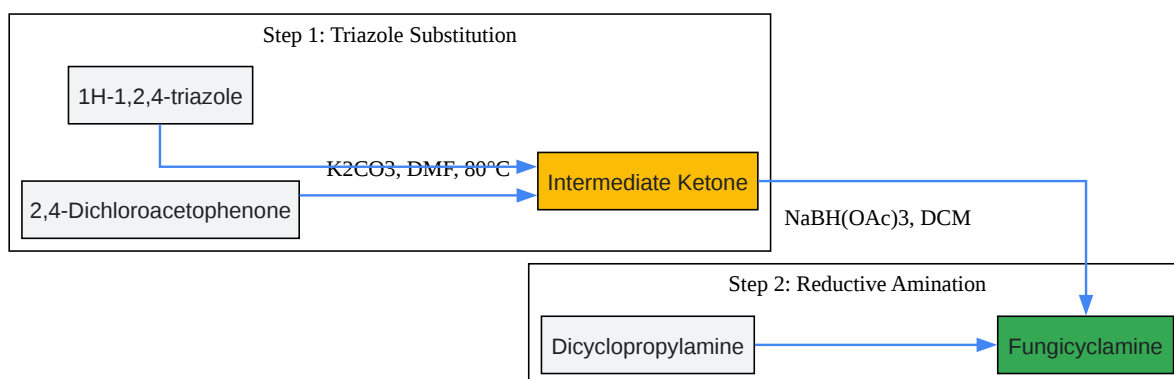 Step 1: Triazole Substitution
1H-1,2,4-triazole
K2CO3, DMF, 80°C
Intermediate Ketone
2,4-Dichloroacetophenone
NaBH(OAc)3, DCM
Step 2: Reductive Amination
Dicyclopropylamine
Fungicyclamine